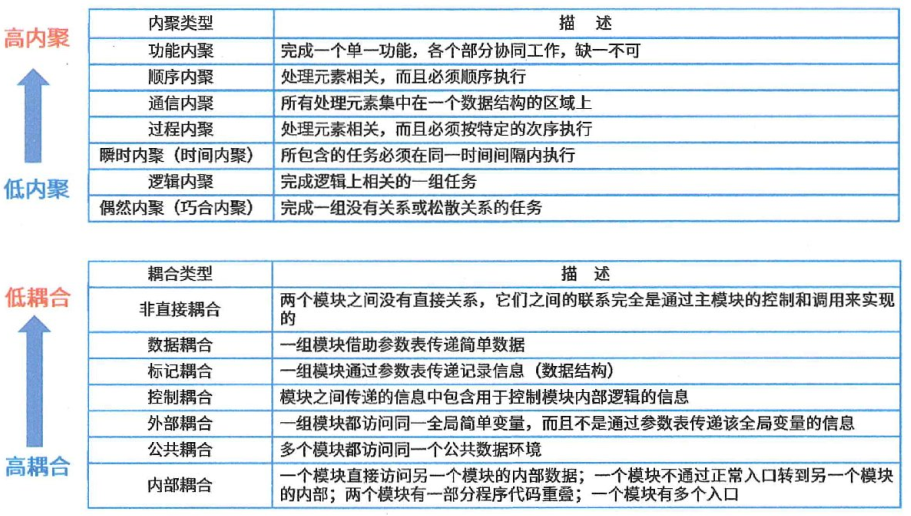 高内聚
低内聚
内聚类型 描 述
功能内聚 完成一个单一功能，各个部分协同工作，缺一不可
顺序内聚 处理元素相关，而且必须顺序执行
通信内聚 所有处理元素集中在一个数据结构的区域上
过程内聚 处理元素相关，而且必须按特定的次序执行
瞬时内聚（时间内聚） 所包含的任务必须在同一时间间隔内执行
逻辑内聚 完成逻辑上相关的一组任务
偶然内聚（巧合内聚） 完成一组没有关系或松散关系的任务
低耦合
高耦合
耦合类型 描 述
非直接耦合 两个模块之间没有直接关系，它们之间的联系完全是通过主模块的控制和调用来实现
的
数据耦合 一组模块借助参数表传递简单数据
标记耦合 一组模块通过参数表传递记录信息（数据结构）
控制耦合 模块之间传递的信息中包含用于控制模块内部逻辑的信息
外部耦合 一组模块都访问同一全局简单变量，而且不是通过参数表传递该全局变量的信息
公共耦合 多个模块都访问同一个公共数据环境
内部耦合 一个模块直接访问另一个模块的内部数据；一个模块不通过正常入口转到另一个模块
的内部；两个模块有一部分程序代码重叠；一个模块有多个入口